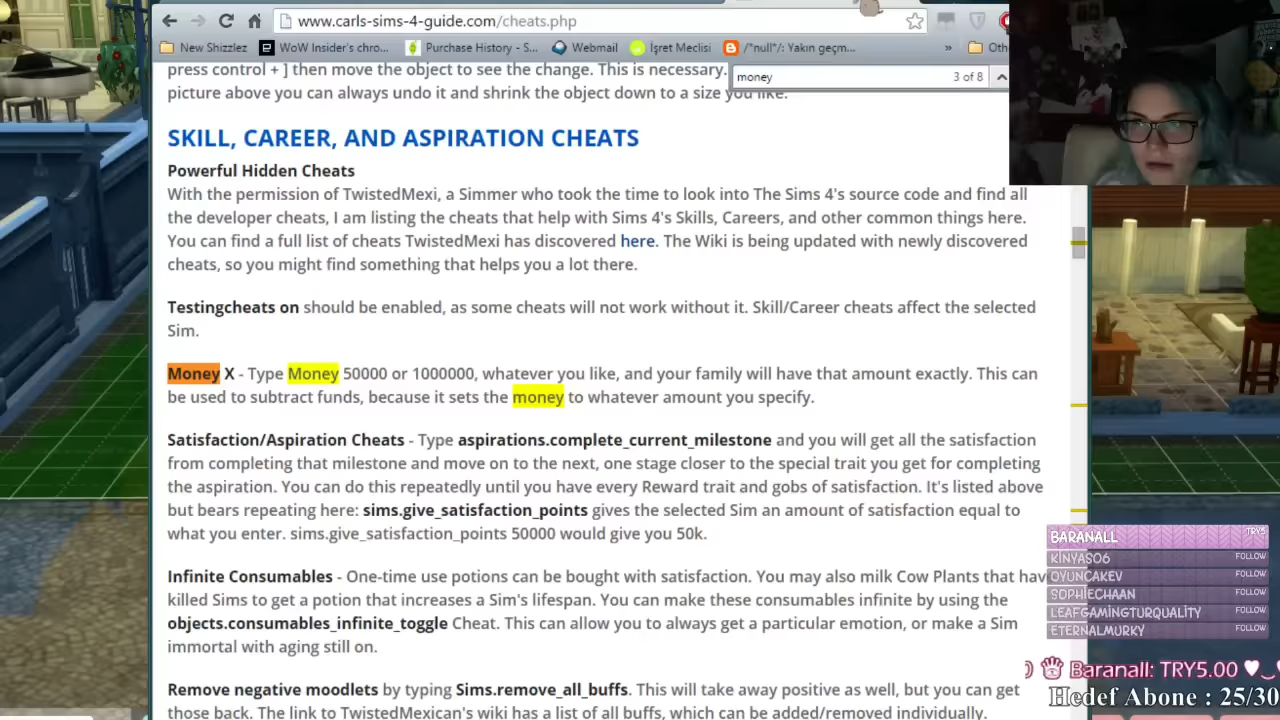 www.carls-sims-4-guide.com/cheats.php
New Shizzlez
WoW Insider's chro...
Purchase History - S...
Webmail
İşret Meclisi
/*null*/: Yakın geçm...
»
money
3 of 8
press control + ] then move the object to see the change. This is necessary.
picture above you can always undo it and shrink the object down to a size you like.
SKILL, CAREER, AND ASPIRATION CHEATS
Powerful Hidden Cheats
With the permission of TwistedMexi, a Simmer who took the time to look into The Sims 4's source code and find all
the developer cheats, I am listing the cheats that help with Sims 4's Skills, Careers, and other common things here.
You can find a full list of cheats TwistedMexi has discovered here. The Wiki is being updated with newly discovered
cheats, so you might find something that helps you a lot there.
Testingcheats on should be enabled, as some cheats will not work without it. Skill/Career cheats affect the selected
Sim.
Money X - Type Money 50000 or 1000000, whatever you like, and your family will have that amount exactly. This can
be used to subtract funds, because it sets the money to whatever amount you specify.
Satisfaction/Aspiration Cheats - Type aspirations.complete_current_milestone and you will get all the satisfaction
from completing that milestone and move on to the next, one stage closer to the special trait you get for completing
the aspiration. You can do this repeatedly until you have every Reward trait and gobs of satisfaction. It's listed above
but bears repeating here: sims.give_satisfaction_points gives the selected Sim an amount of satisfaction equal to
what you enter. sims.give_satisfaction_points 50000 would give you 50k.
Infinite Consumables - One-time use potions can be bought with satisfaction. You may also milk Cow Plants that hav
killed Sims to get a potion that increases a Sim's lifespan. You can make these consumables infinite by using the
objects.consumables_infinite_toggle Cheat. This can allow you to always get a particular emotion, or make a Sim
immortal with aging still on.
Remove negative moodlets by typing Sims.remove_all_buffs. This will take away positive as well, but you can get
those back. The link to TwistedMexican's wiki has a list of all buffs, which can be added/removed individually.
BARANALL TRY5
KINYASO6 FOLLOW
OYUNCAKEV FOLLOW
SOPHIECHAAN FOLLOW
LEAFGAMINGTURQUALITY FOLLOW
ETERNALMURKY FOLLOW
Baranall: TRY5.00
Hedef Abone : 25/30